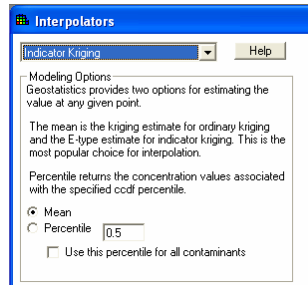 Interpolators
Indicator Kriging
Help
Modeling Options
Geostatistics provides two options for estimating the
value at any given point.
The mean is the kriging estimate for ordinary kriging
and the E-type estimate for indicator kriging. This is the
most popular choice for interpolation.
Percentile returns the concentration values associated
with the specified ccdf percentile.
Mean
Percentile 0.5
Use this percentile for all contaminants